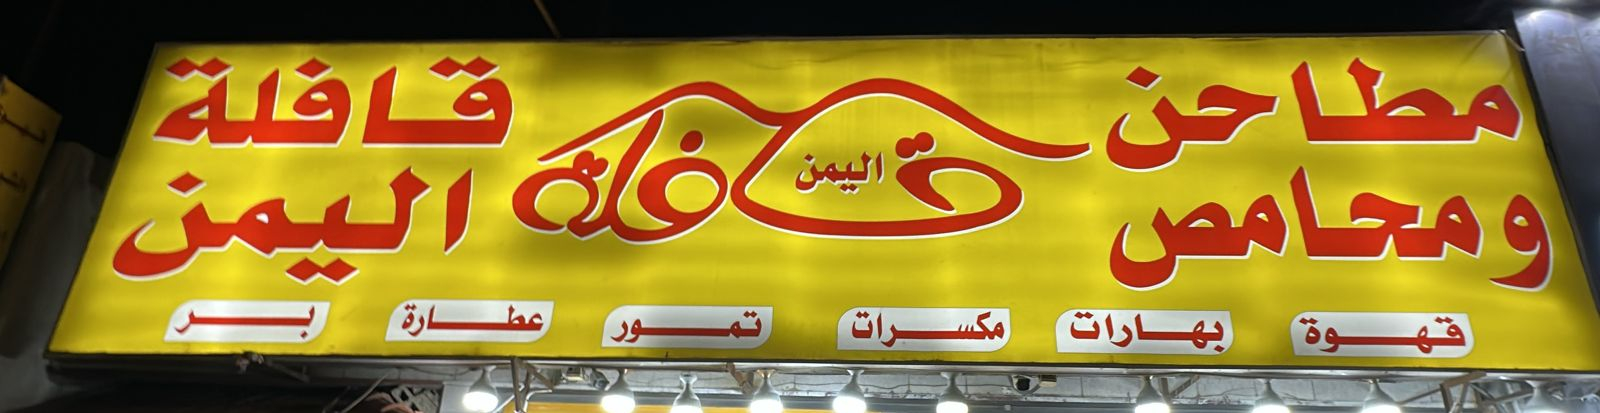 مطاحن
ومحامص
قافلة
اليمن
قافلة
اليمن
قهوة
بهارات
مكسرات
تمور
عطارة
بر